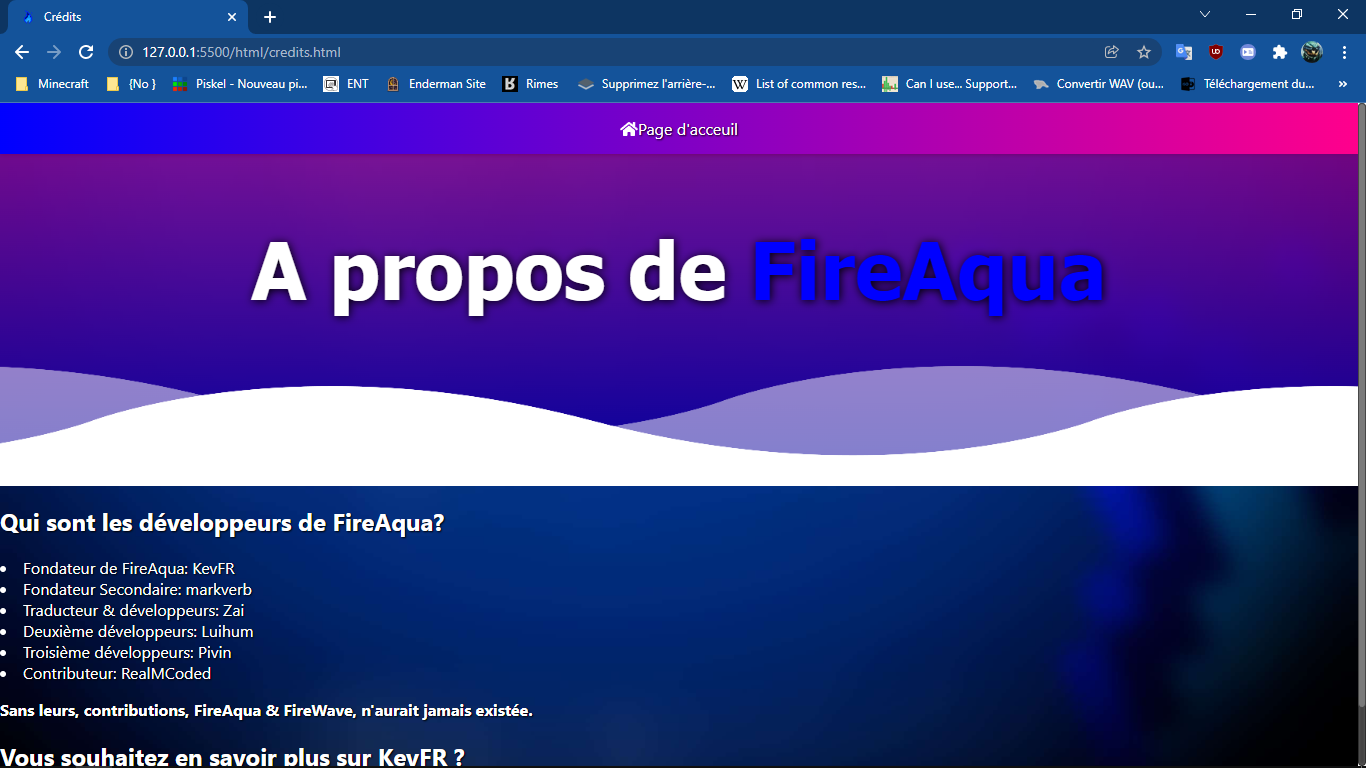 Crédits
127.0.0.1:5500/html/credits.html
Minecraft {No } Piskel - Nouveau pi... ENT Enderman Site Rimes Supprimez l'arrière-... List of common res... Can I use... Support... Convertir WAV (ou... Téléchargement du... »
Page d'acceuil
A propos de FireAqua
Qui sont les développeurs de FireAqua?
• Fondateur de FireAqua: KevFR
• Fondateur Secondaire: markverb
• Traducteur & développeurs: Zai
• Deuxième développeurs: Luihum
• Troisième développeurs: Pivin
• Contributeur: RealMCoded
Sans leurs, contributions, FireAqua & FireWave, n'aurait jamais existée.
Vous souhaitez en savoir plus sur KevFR ?